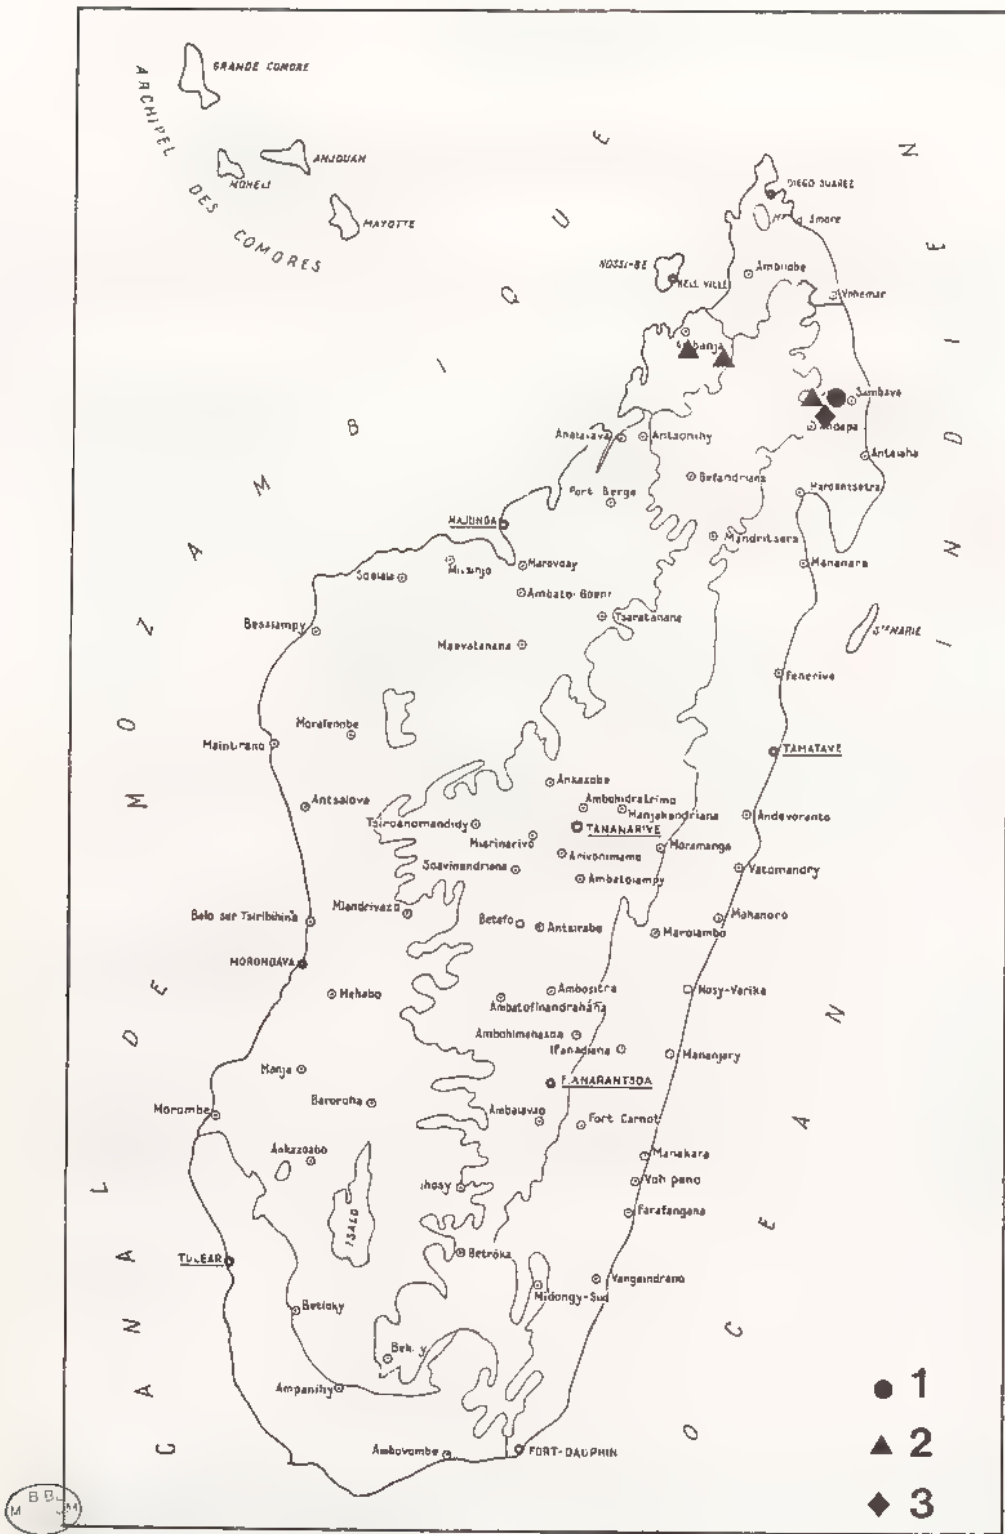 GRANDE COMORE
ARCHIPEL DES COMORES
ANJOUAN
MOHELI
MAYOTTE
DIEGO SUAREZ
NOSSI-BE
HELL VILLE
Ambilobe
Vohemar
Sambava
Andapa
Antalaha
Analalava
Antsohihy
Befandriana
Maroantsetra
Port Berge
MAJUNGA
Mandritsara
Mananara
Soalala
Mitsinjo
Marovoay
Tsaratanana
Besalampy
Maevatanana
Ste MARIE
Fenerive
Morafenobe
Maintirano
TAMATAVE
Ankazobe
Antsalova
Ambohidratrimo
Manjakandriana
Andevoranto
Tsiroanomandidy
TANANARIVE
Miarinarivo
Moramanga
Arivonimamo
Soavinandriana
Vatomandry
Ambatolampy
Miandrivazo
Belo sur Tsiribihina
Betafo
Antsirabe
Mahanoro
Marolambo
MORONDAVA
Mahabo
Ambositra
Ambatofinandrahana
Nosy-Varika
Ambohimahasoa
Ifanadiana
Mananjary
Manja
FIANARANTSOA
Beroroha
Morombe
Ambalavao
Fort Carnot
Ankazoabo
Manakara
Ihosy
Farafangana
ISALO
Betroka
TULEAR
Vangaindrano
Midongy-Sud
Betioky
Ampanihy
Ambovombe
FORT-DAUPHIN
CANAL DE MOZAMBIQUE
OCEAN INDIEN
1
2
3